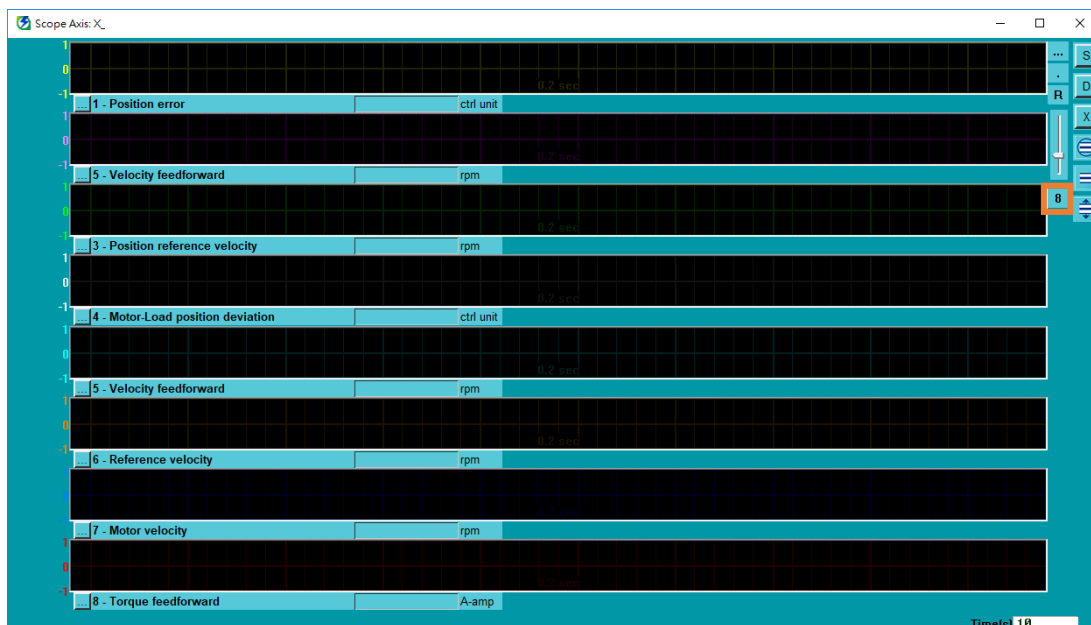 Scope Axis: X_
1
0
-1
0.2 sec
... 1 - Position error ctrl unit
1
0
-1
0.2 sec
... 5 - Velocity feedforward rpm
1
0
-1
0.2 sec
... 3 - Position reference velocity rpm
1
0
-1
0.2 sec
... 4 - Motor-Load position deviation ctrl unit
1
0
-1
0.2 sec
... 5 - Velocity feedforward rpm
1
0
-1
0.2 sec
... 6 - Reference velocity rpm
0
... 7 - Motor velocity rpm
1
0
-1
0.2 sec
... 8 - Torque feedforward A-amp
...
.
R
8
S
D
X
Time(s) 10